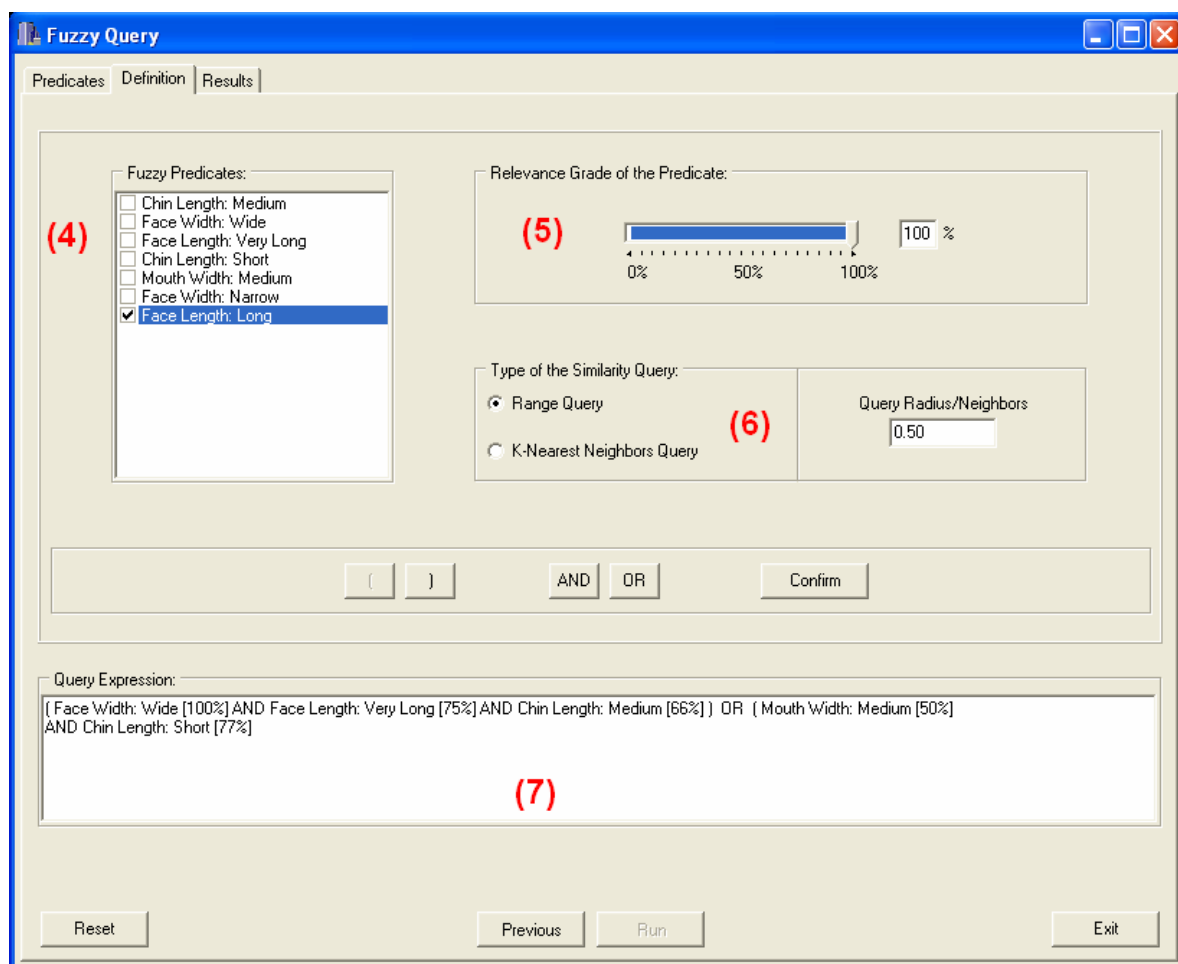 Fuzzy Query
Predicates Definition Results
Fuzzy Predicates:
(4)
Chin Length: Medium
Face Width: Wide
Face Length: Very Long
Chin Length: Short
Mouth Width: Medium
Face Width: Narrow
Face Length: Long
Relevance Grade of the Predicate:
(5)
100 %
0% 50% 100%
Type of the Similarity Query:
Range Query
K-Nearest Neighbors Query
(6)
Query Radius/Neighbors
0.50
( ) AND OR Confirm
Query Expression:
( Face Width: Wide [100%] AND Face Length: Very Long [75%] AND Chin Length: Medium [66%] ) OR ( Mouth Width: Medium [50%]
AND Chin Length: Short [77%]
(7)
Reset Previous Run Exit